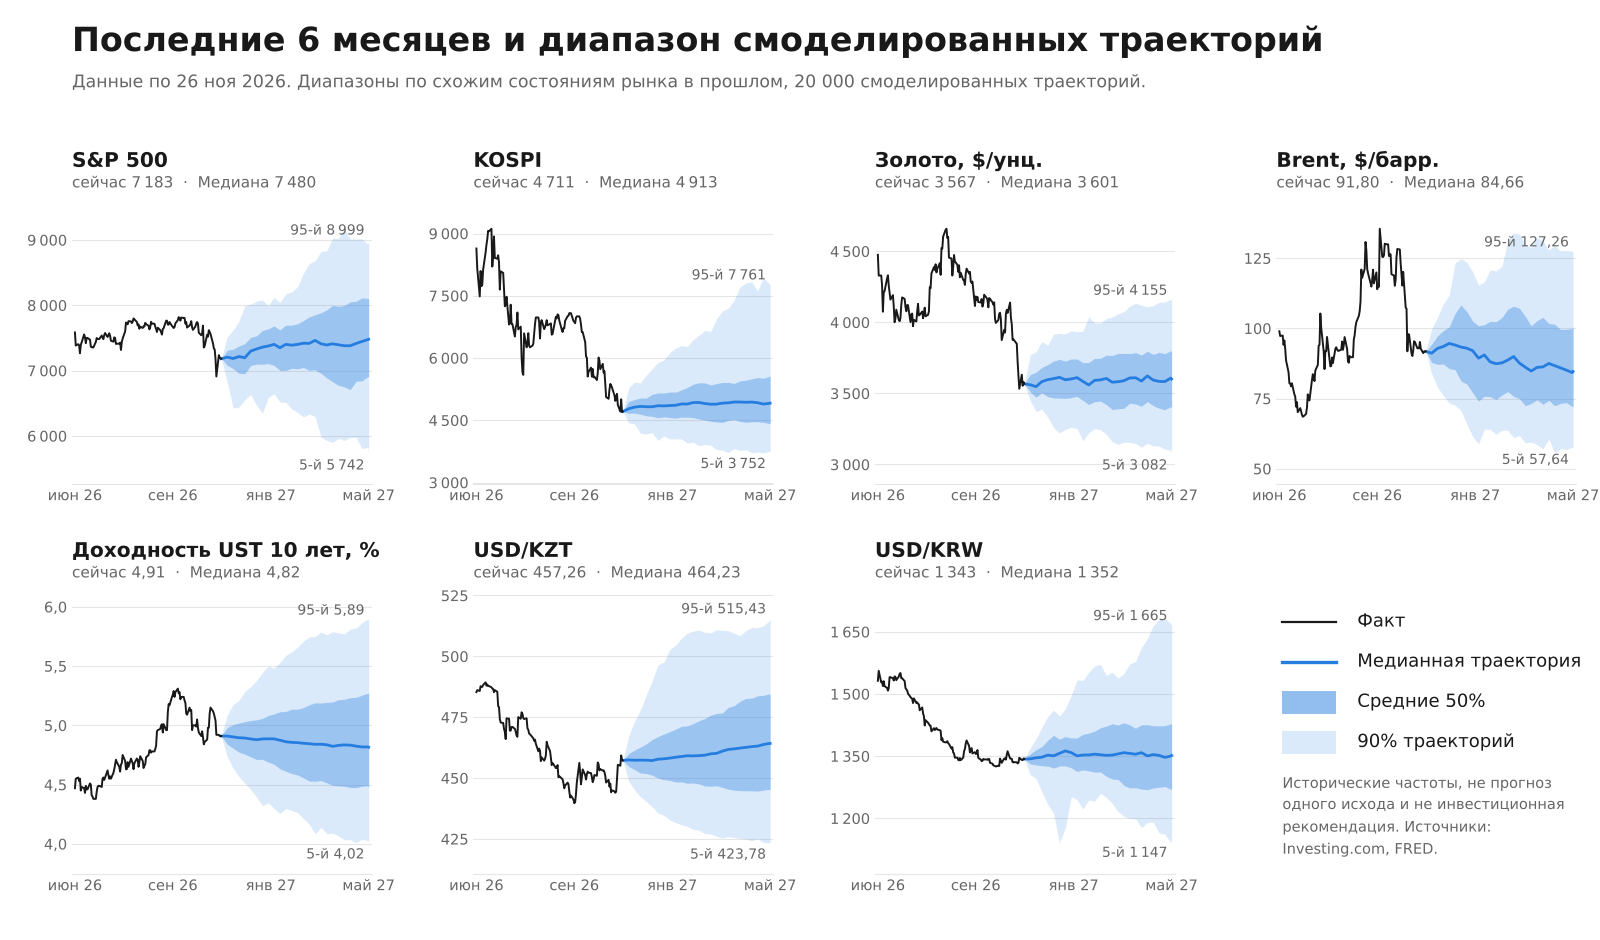 Последние 6 месяцев и диапазон смоделированных траекторий
Данные по 26 ноя 2026. Диапазоны по схожим состояниям рынка в прошлом, 20 000 смоделированных траекторий.
S&P 500
сейчас 7 183 · Медиана 7 480
95-й 8 999
9 000
8 000
7 000
6 000
5-й 5 742
июн 26
сен 26
янв 27
май 27
KOSPI
сейчас 4 711 · Медиана 4 913
9 000
95-й 7 761
7 500
6 000
4 500
5-й 3 752
3 000
июн 26
сен 26
янв 27
май 27
Золото, $/унц.
сейчас 3 567 · Медиана 3 601
4 500
95-й 4 155
4 000
3 500
3 000
5-й 3 082
июн 26
сен 26
янв 27
май 27
Brent, $/барр.
сейчас 91,80 · Медиана 84,66
95-й 127,26
125
100
75
5-й 57,64
50
июн 26
сен 26
янв 27
май 27
Доходность UST 10 лет, %
сейчас 4,91 · Медиана 4,82
6,0
95-й 5,89
5,5
5,0
4,5
4,0
5-й 4,02
июн 26
сен 26
янв 27
май 27
USD/KZT
сейчас 457,26 · Медиана 464,23
525
95-й 515,43
500
475
450
425
5-й 423,78
июн 26
сен 26
янв 27
май 27
USD/KRW
сейчас 1 343 · Медиана 1 352
95-й 1 665
1 650
1 500
1 350
1 200
5-й 1 147
июн 26
сен 26
янв 27
май 27
Факт
Медианная траектория
Средние 50%
90% траекторий
Исторические частоты, не прогноз
одного исхода и не инвестиционная
рекомендация. Источники:
Investing.com, FRED.